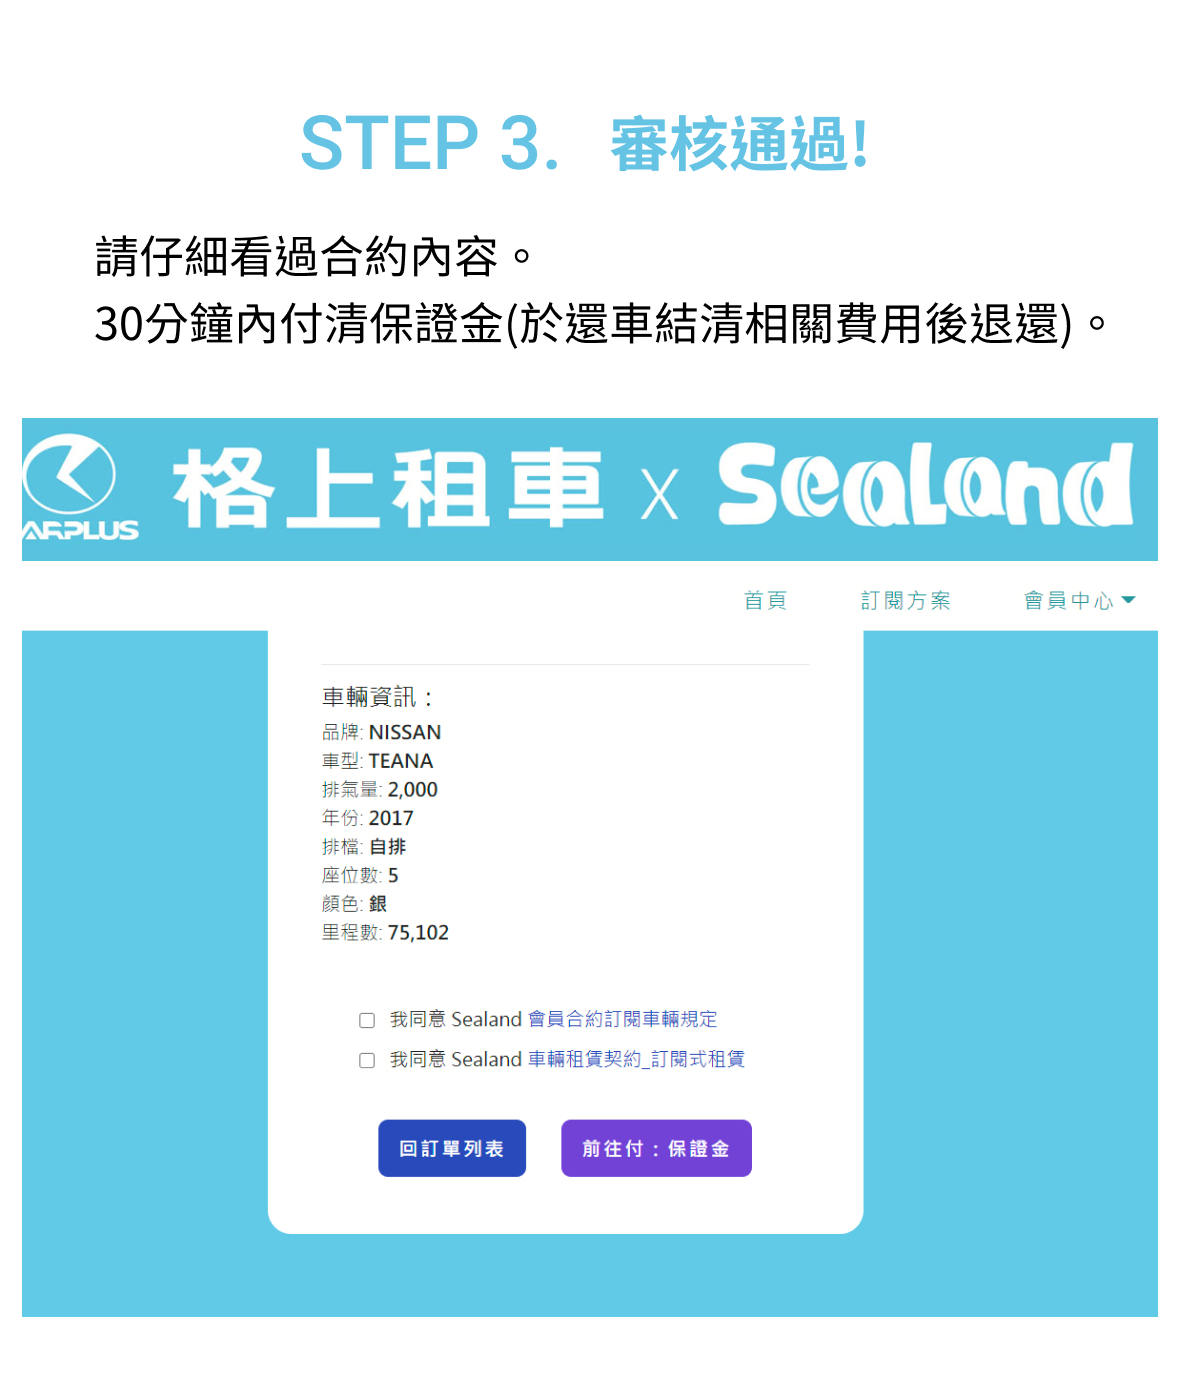 STEP 3. 審核通過!
請仔細看過合約內容。
30分鐘內付清保證金(於還車結清相關費用後退還)。
ARPLUS
格上租車 x Sealand
首頁 訂閱方案 會員中心
車輛資訊：
品牌: NISSAN
車型: TEANA
排氣量: 2,000
年份: 2017
排檔: 自排
座位數: 5
顏色: 銀
里程數: 75,102
我同意 Sealand 會員合約訂閱車輛規定
我同意 Sealand 車輛租賃契約_訂閱式租賃
回訂單列表 前往付：保證金